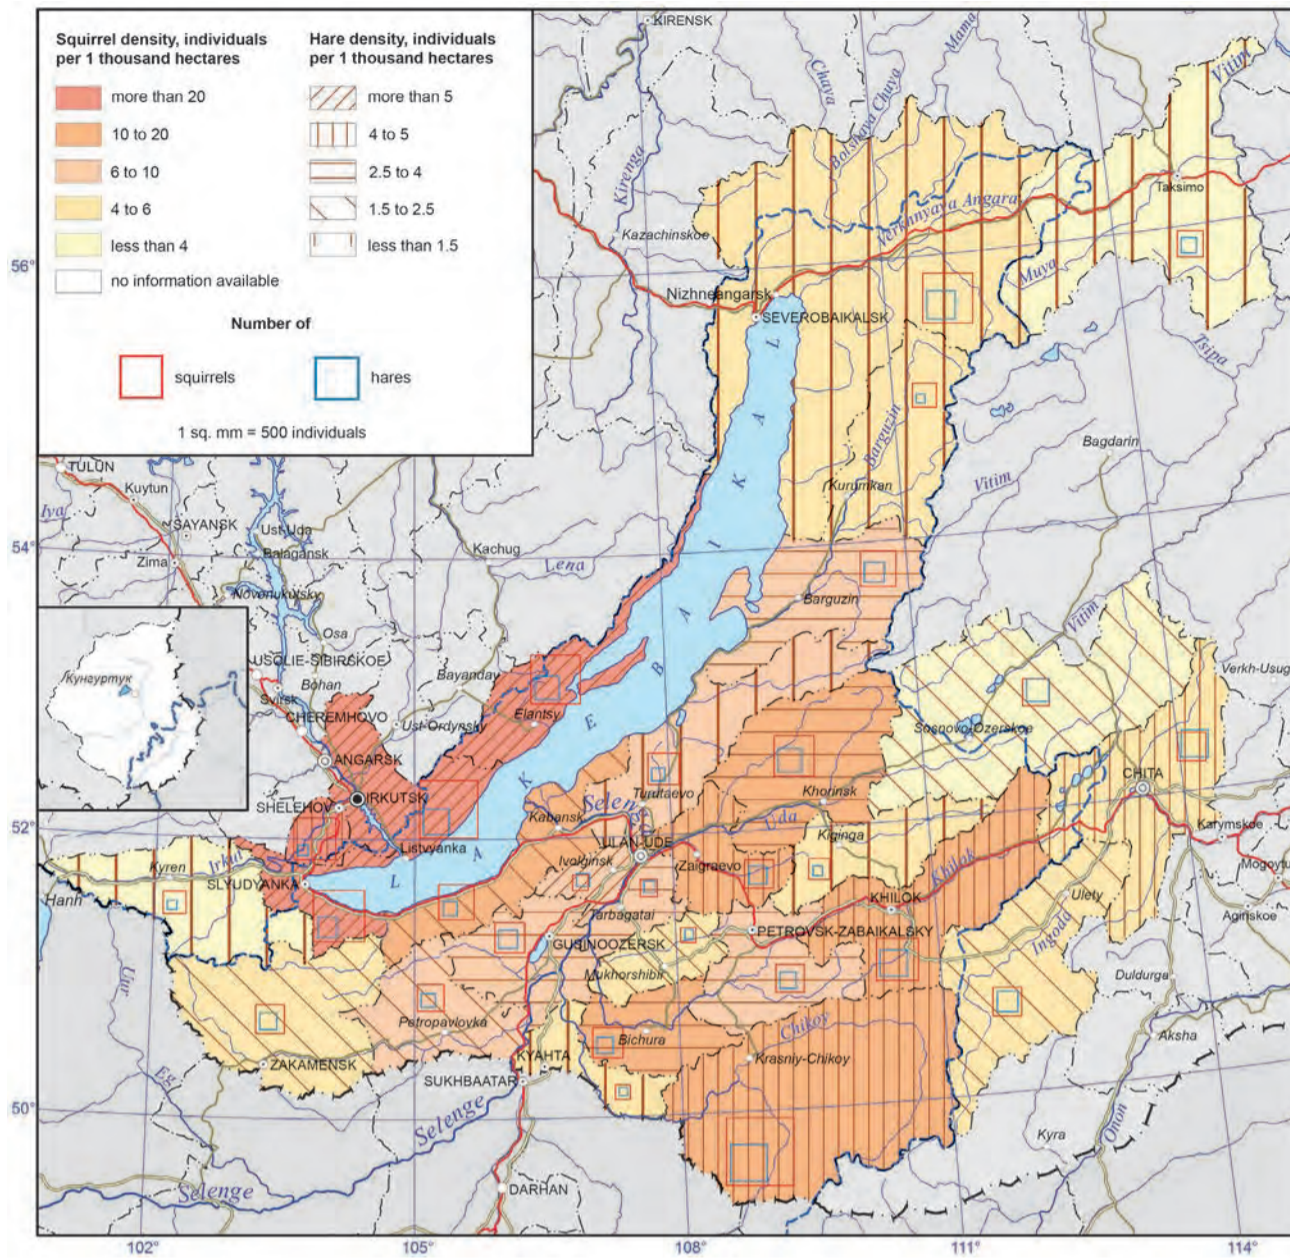 Squirrel density, individuals
per 1 thousand hectares
more than 20
10 to 20
6 to 10
4 to 6
less than 4
no information available
Hare density, individuals
per 1 thousand hectares
more than 5
4 to 5
2.5 to 4
1.5 to 2.5
less than 1.5
Number of
squirrels
hares
1 sq. mm = 500 individuals
KIRENSK
Chaya
Bolshaya Chuya
Mama
Vitim
Kirenga
Taksimo
Verkhnyaya Angara
Kazachinskoe
56°
Muya
Nizhneangarsk
SEVEROBAIKALSK
Tsipa
Barguzin
Bagdarin
TULUN
Kuytun
Iya
SAYANSK
Ust-Uda
Balagansk
Zima
54°
Kachug
Lena
Kurumkan
Vitim
Novonukutsky
Osa
Barguzin
Vitim
Кунгуртук
USOLIE-SIBIRSKOE
Bohan
Svirsk
CHEREMHOVO
Bayanday
Ust-Ordynsky
Elantsy
Verkh-Usug
Sosnovo-Ozerskoe
ANGARSK
IRKUTSK
SHELEHOV
LAKE BAIKAL
CHITA
Turutaevo
Khorinsk
52°
Selenga
Kabansk
Uda
Kiginga
Karymskoe
Listvyanka
ULAN-UDE
Kyren
Irkut
Ivolginsk
Zaigraevo
Khilok
Mogoytu
SLYUDYANKA
Hanh
Tarbagatai
KHILOK
Ulety
Aginskoe
PETROVSK-ZABAIKALSKY
Ingoda
GUSINOOZERSK
Mukhorshibir
Duldurga
Uur
Petropavlovka
Bichura
Chikoy
Krasniy-Chikoy
Aksha
ZAKAMENSK
KYAHTA
Eg
SUKHBAATAR
50°
Selenge
Onon
Kyra
Selenge
DARHAN
102°
105°
108°
111°
114°